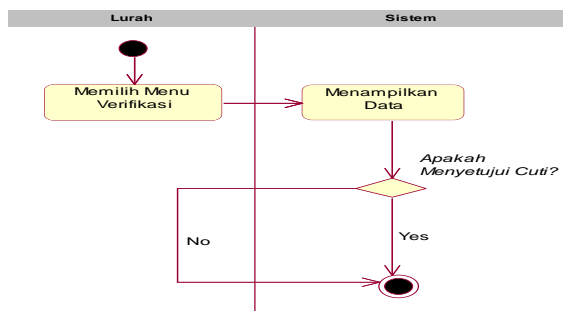 Lurah
Sistem
Memilih Menu
Verifikasi
Menampilkan
Data
Apakah
Menyetujui Cuti?
No
Yes